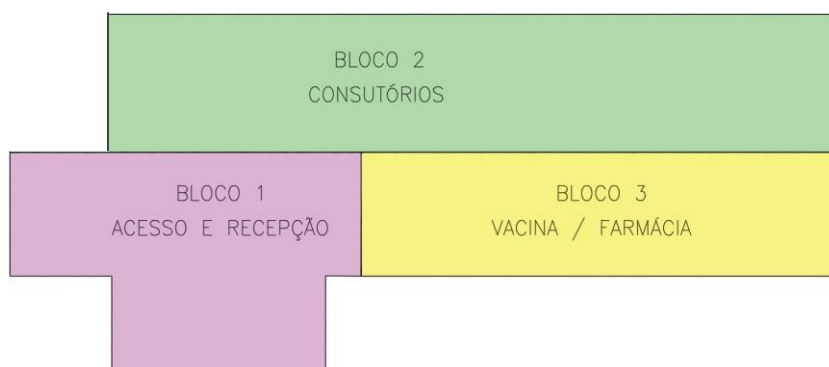 BLOCO 2
CONSUTÓRIOS
BLOCO 1
ACESSO E RECEPÇÃO
BLOCO 3
VACINA / FARMÁCIA